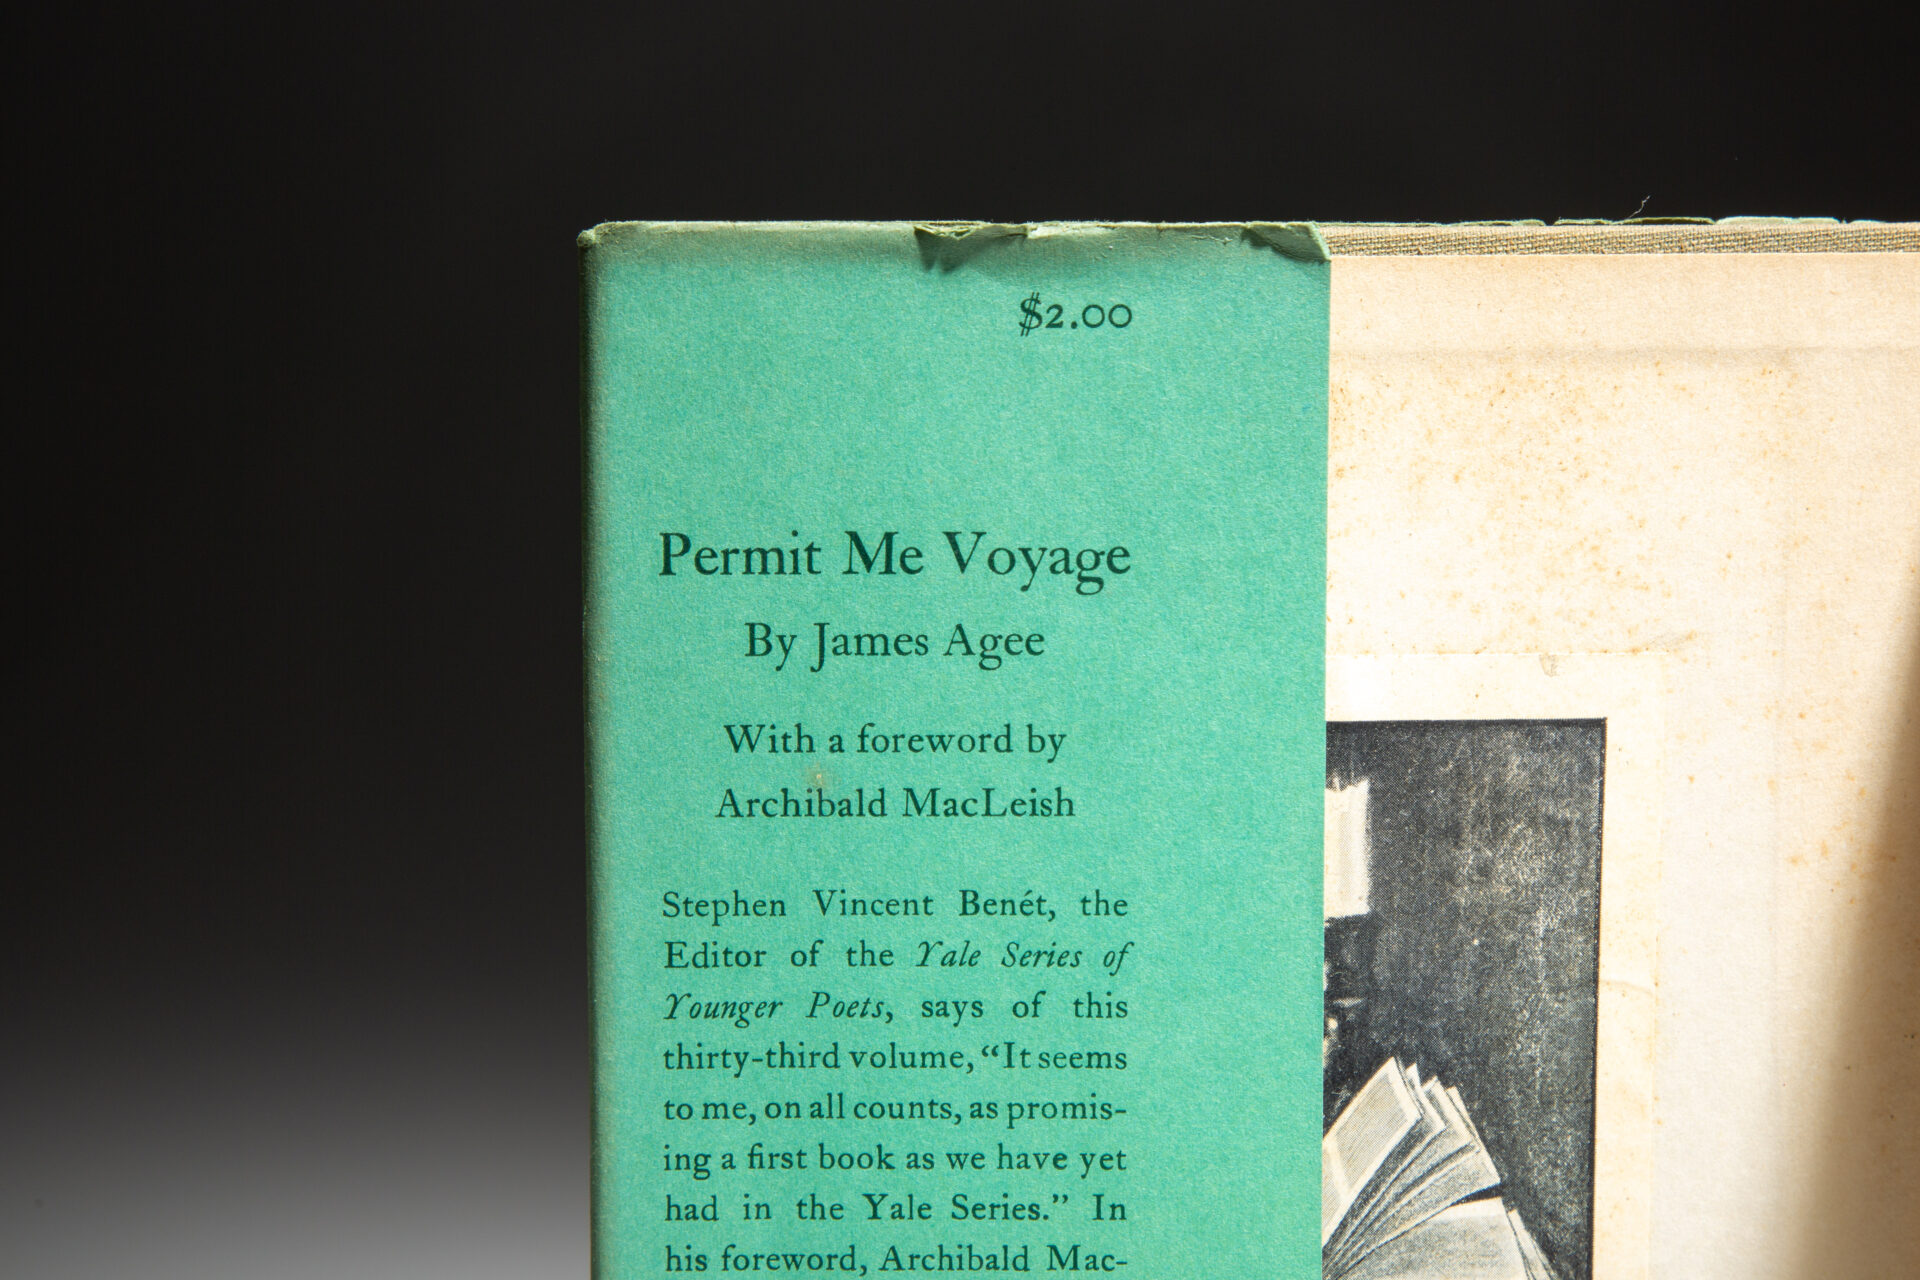 $2.00
Permit Me Voyage
By James Agee
With a foreword by
Archibald MacLeish
Stephen Vincent Benét, the
Editor of the Yale Series of
Younger Poets, says of this
thirty-third volume, “It seems
to me, on all counts, as promis-
ing a first book as we have yet
had in the Yale Series.” In
his foreword, Archibald Mac-